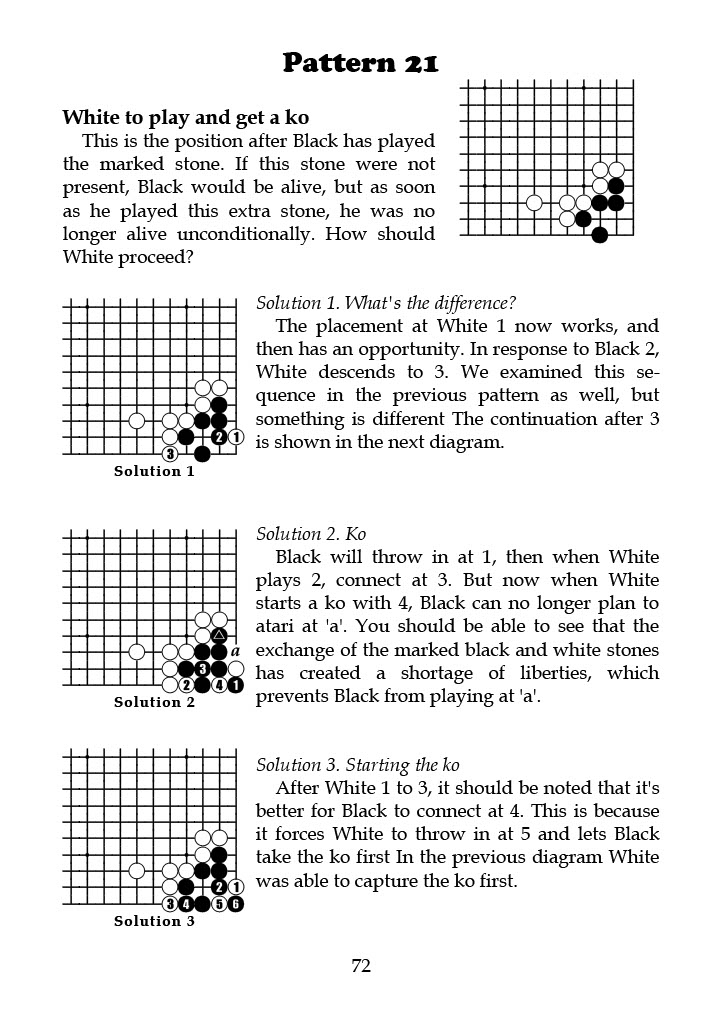 Pattern 21
White to play and get a ko
This is the position after Black has played
the marked stone. If this stone were not
present, Black would be alive, but as soon
as he played this extra stone, he was no
longer alive unconditionally. How should
White proceed?
Solution 1. What's the difference?
The placement at White 1 now works, and
then has an opportunity. In response to Black 2,
White descends to 3. We examined this se-
quence in the previous pattern as well, but
something is different The continuation after 3
is shown in the next diagram.
2 1
3
Solution 1
Solution 2. Ko
Black will throw in at 1, then when White
plays 2, connect at 3. But now when White
starts a ko with 4, Black can no longer plan to
atari at 'a'. You should be able to see that the
exchange of the marked black and white stones
has created a shortage of liberties, which
prevents Black from playing at 'a'.
a
3
2 4 1
Solution 2
Solution 3. Starting the ko
After White 1 to 3, it should be noted that it's
better for Black to connect at 4. This is because
it forces White to throw in at 5 and lets Black
take the ko first In the previous diagram White
was able to capture the ko first.
2 1
3 4 5 6
Solution 3
72